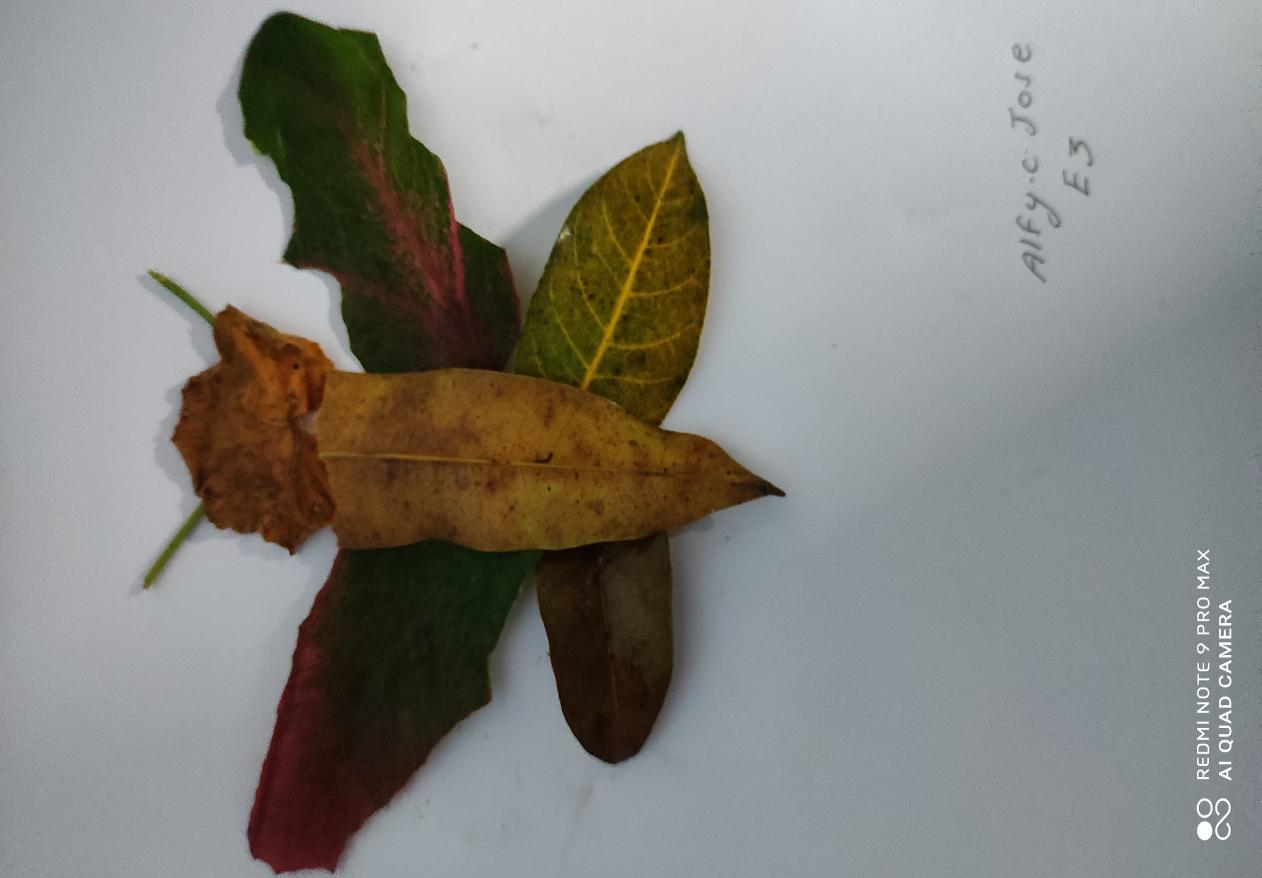 Alfy.c Jose
E3
REDMI NOTE 9 PRO MAX
AI QUAD CAMERA